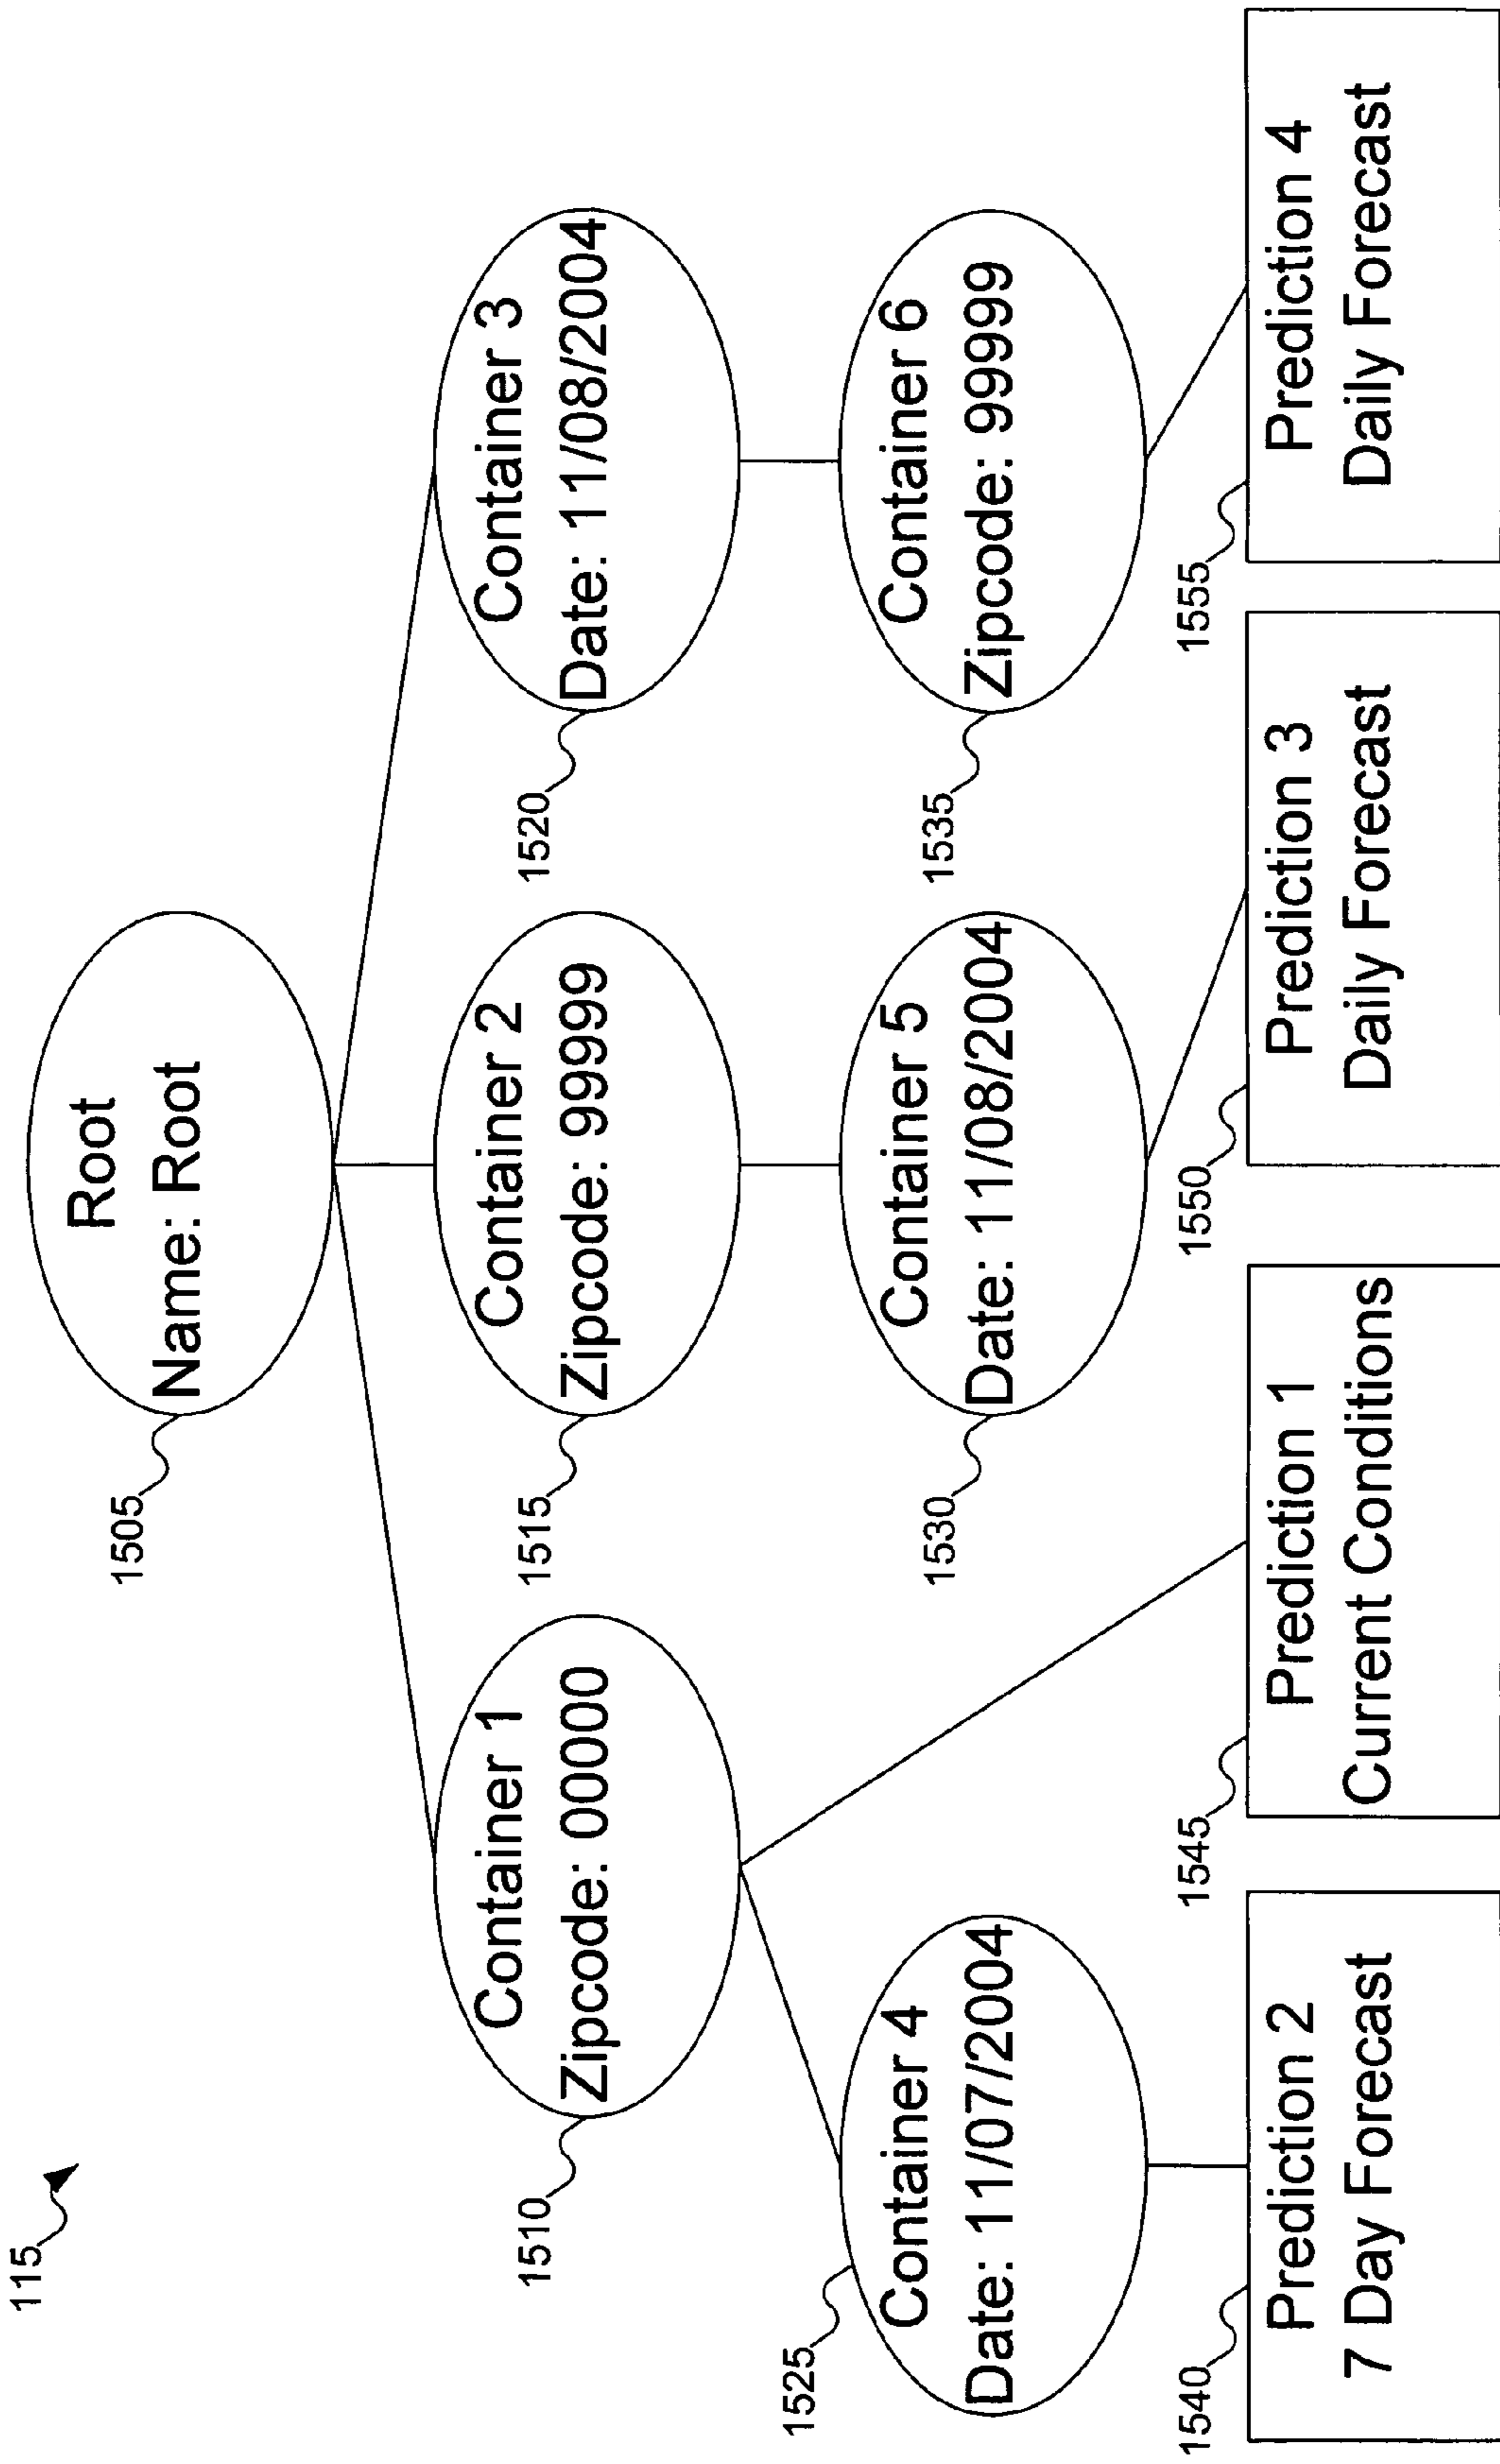 115
1505
Root
Name: Root
1510
Container 1
Zipcode: 00000
1515
Container 2
Zipcode: 99999
1520
Container 3
Date: 11/08/2004
1525
Container 4
Date: 11/07/2004
1530
Container 5
Date: 11/08/2004
1535
Container 6
Zipcode: 99999
1540
Prediction 2
7 Day Forecast
1545
Prediction 1
Current Conditions
1550
Prediction 3
Daily Forecast
1555
Prediction 4
Daily Forecast